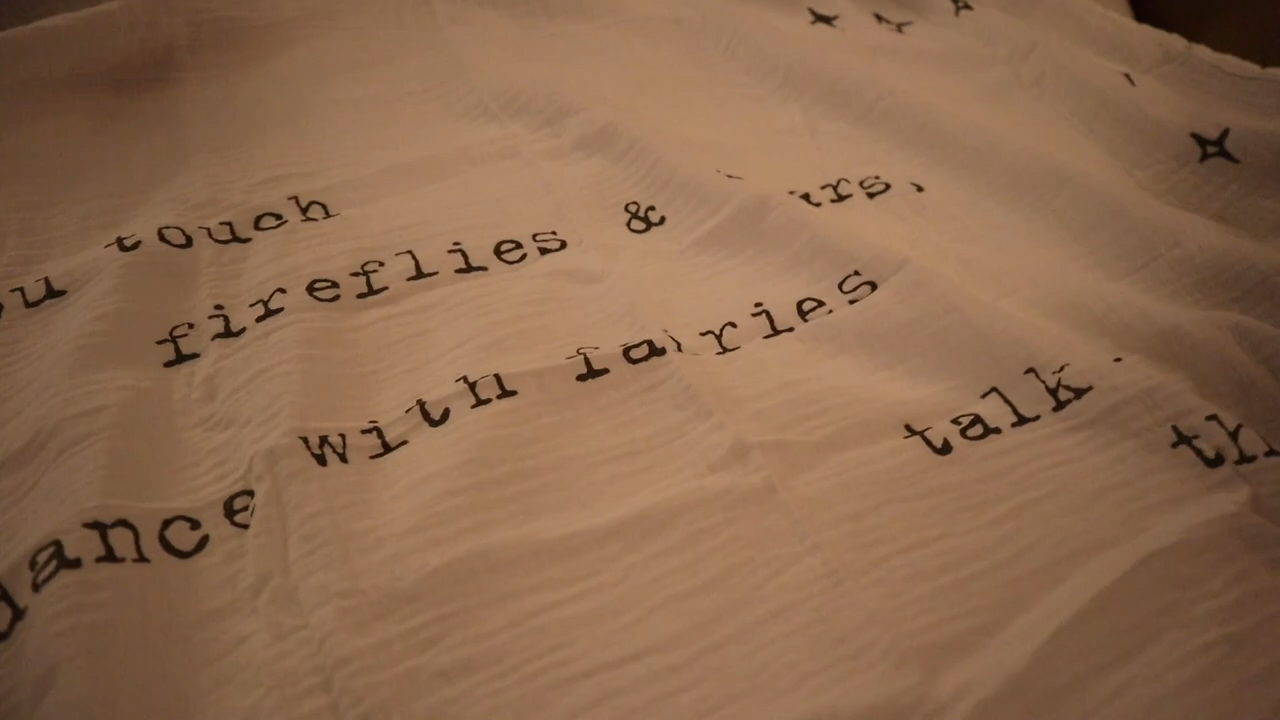 touch
fireflies &
dance with fairies
talk.